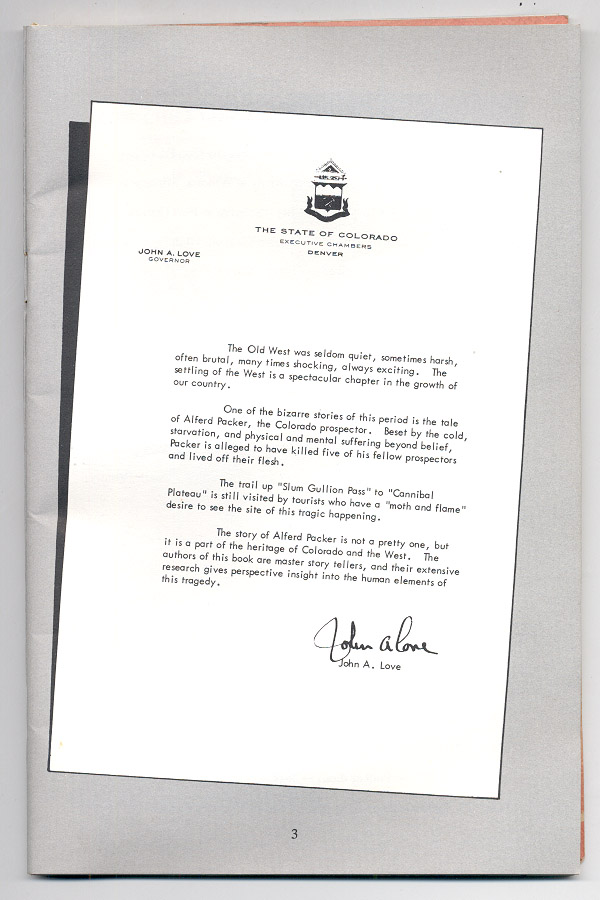 THE STATE OF COLORADO
EXECUTIVE CHAMBERS
DENVER
JOHN A. LOVE
GOVERNOR
The Old West was seldom quiet, sometimes harsh,
often brutal, many times shocking, always exciting. The
settling of the West is a spectacular chapter in the growth of
our country.
One of the bizarre stories of this period is the tale
of Alferd Packer, the Colorado prospector. Beset by the cold,
starvation, and physical and mental suffering beyond belief,
Packer is alleged to have killed five of his fellow prospectors
and lived off their flesh.
The trail up "Slum Gullion Pass" to "Cannibal
Plateau" is still visited by tourists who have a "moth and flame"
desire to see the site of this tragic happening.
The story of Alferd Packer is not a pretty one, but
it is a part of the heritage of Colorado and the West. The
authors of this book are master story tellers, and their extensive
research gives perspective insight into the human elements of
this tragedy.
John A Love
John A. Love
3